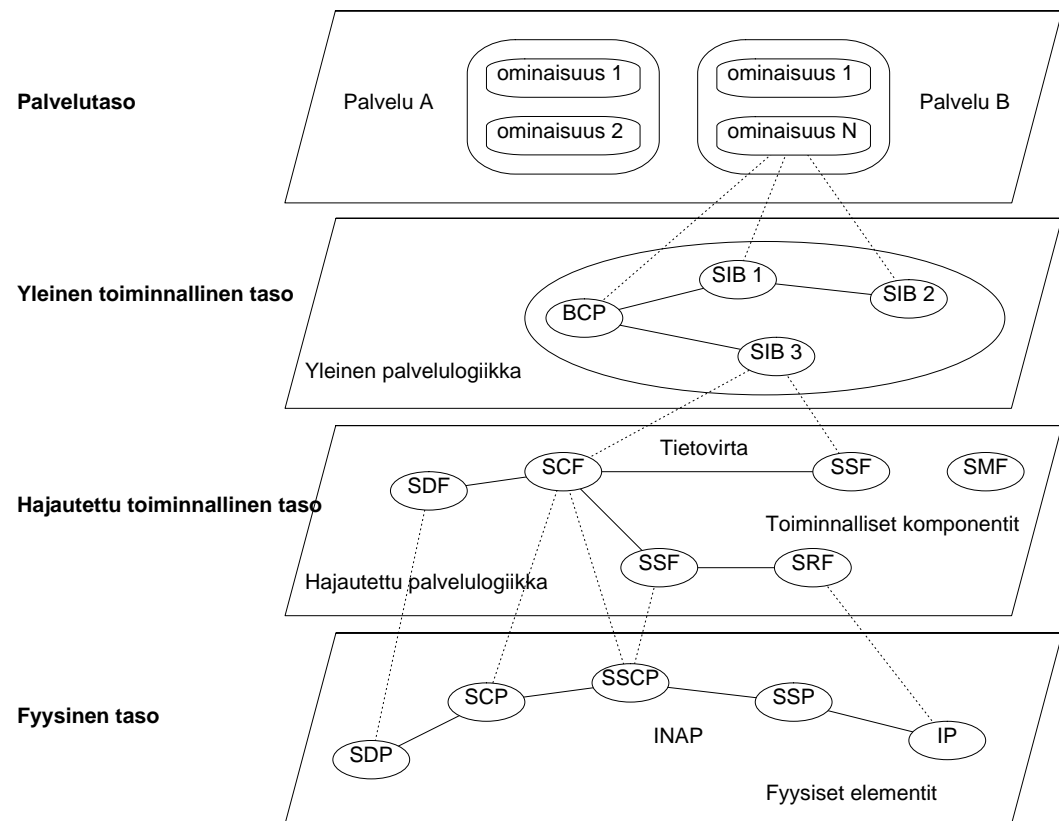 Palvelutaso
Palvelu A
ominaisuus 1
ominaisuus 2
ominaisuus 1
ominaisuus N
Palvelu B
Yleinen toiminnallinen taso
SIB 1
SIB 2
BCP
SIB 3
Yleinen palvelulogiikka
Hajautettu toiminnallinen taso
Tietovirta
SCF
SSF
SMF
SDF
Toiminnalliset komponentit
SSF
SRF
Hajautettu palvelulogiikka
Fyysinen taso
SSCP
SCP
SSP
INAP
IP
SDP
Fyysiset elementit